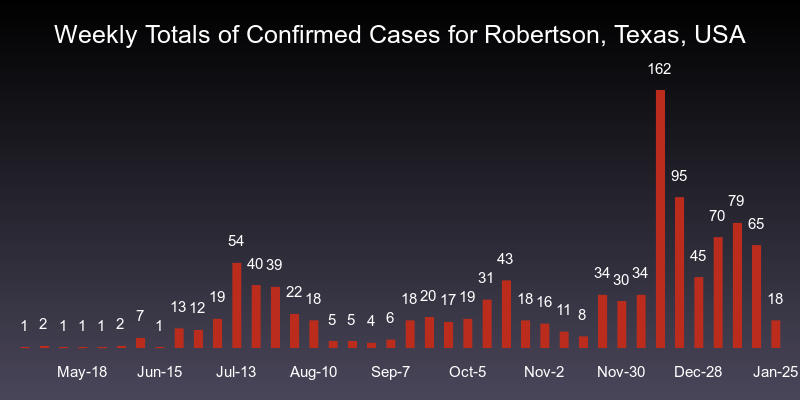 Weekly Totals of Confirmed Cases for Robertson, Texas, USA
1 2 1 1 1 2 7 1 13 12 19 54 40 39 22 18 5 5 4 6 18 20 17 19 31 43 18 16 11 8 34 30 34 162 95 45 70 79 65 18
May-18 Jun-15 Jul-13 Aug-10 Sep-7 Oct-5 Nov-2 Nov-30 Dec-28 Jan-25